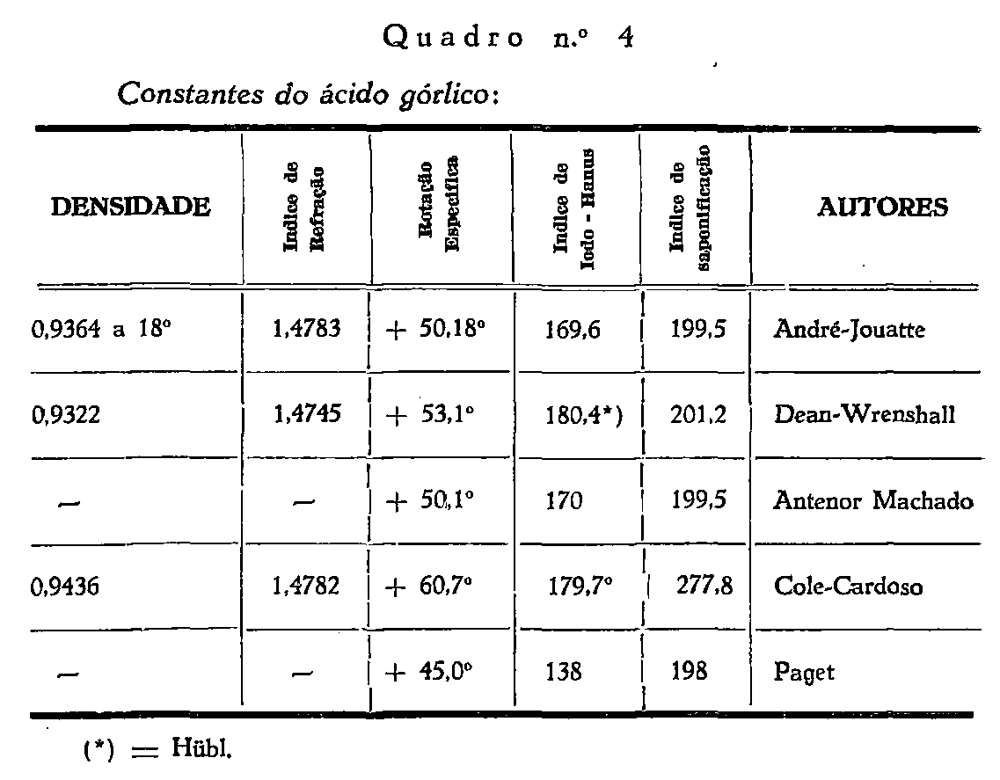 Quadro n.º 4
Constantes do ácido górlico:
DENSIDADE Indice de Refração Rotação Especifica Indice de Iodo - Hanus Indice de saponificação AUTORES
0,9364 a 18º 1,4783 + 50,18º 169,6 199,5 André-Jouatte
0,9322 1,4745 + 53,1º 180,4*) 201,2 Dean-Wrenshall
— — + 50,1º 170 199,5 Antenor Machado
0,9436 1,4782 + 60,7º 179,7º 277,8 Cole-Cardoso
— — + 45,0º 138 198 Paget
(*) = Hübl.